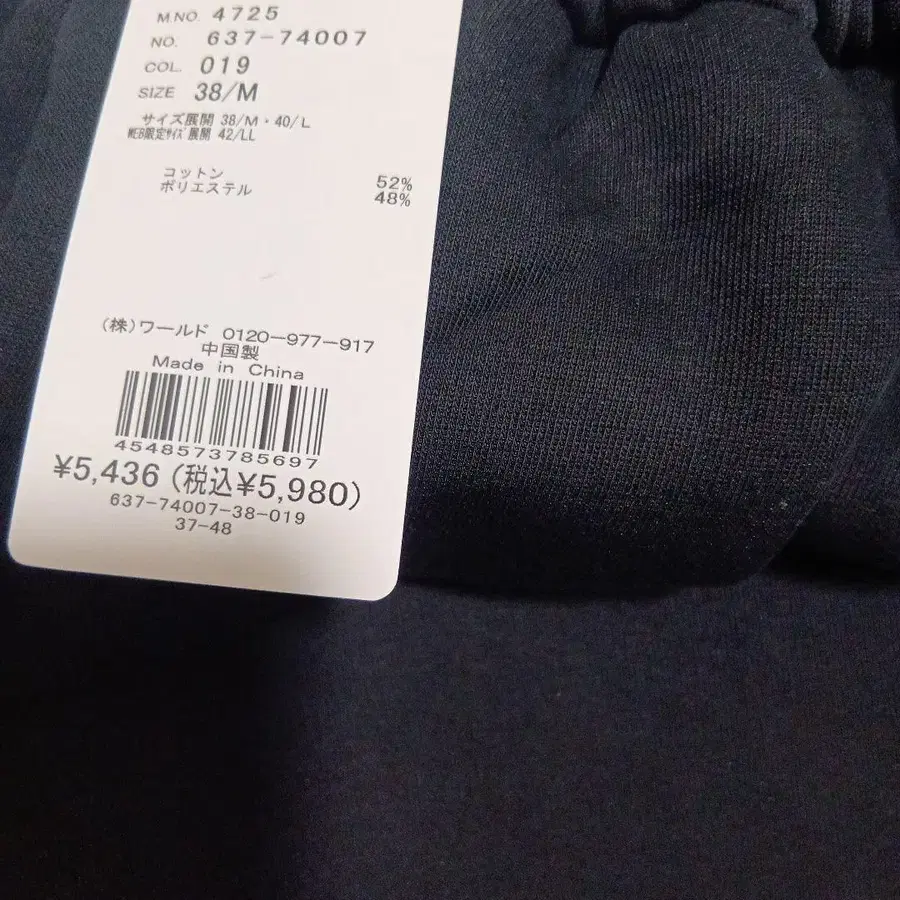 M.NO. 4725
NO. 637-74007
COL. 019
SIZE 38/M
サイズ展開 38/M・40/L
WEB限定サイズ展開 42/LL
コットン 52%
ポリエステル 48%
(株)ワールド 0120-977-917
中国製
Made in China
4548573785697
¥5,436(税込¥5,980)
637-74007-38-019
37-48